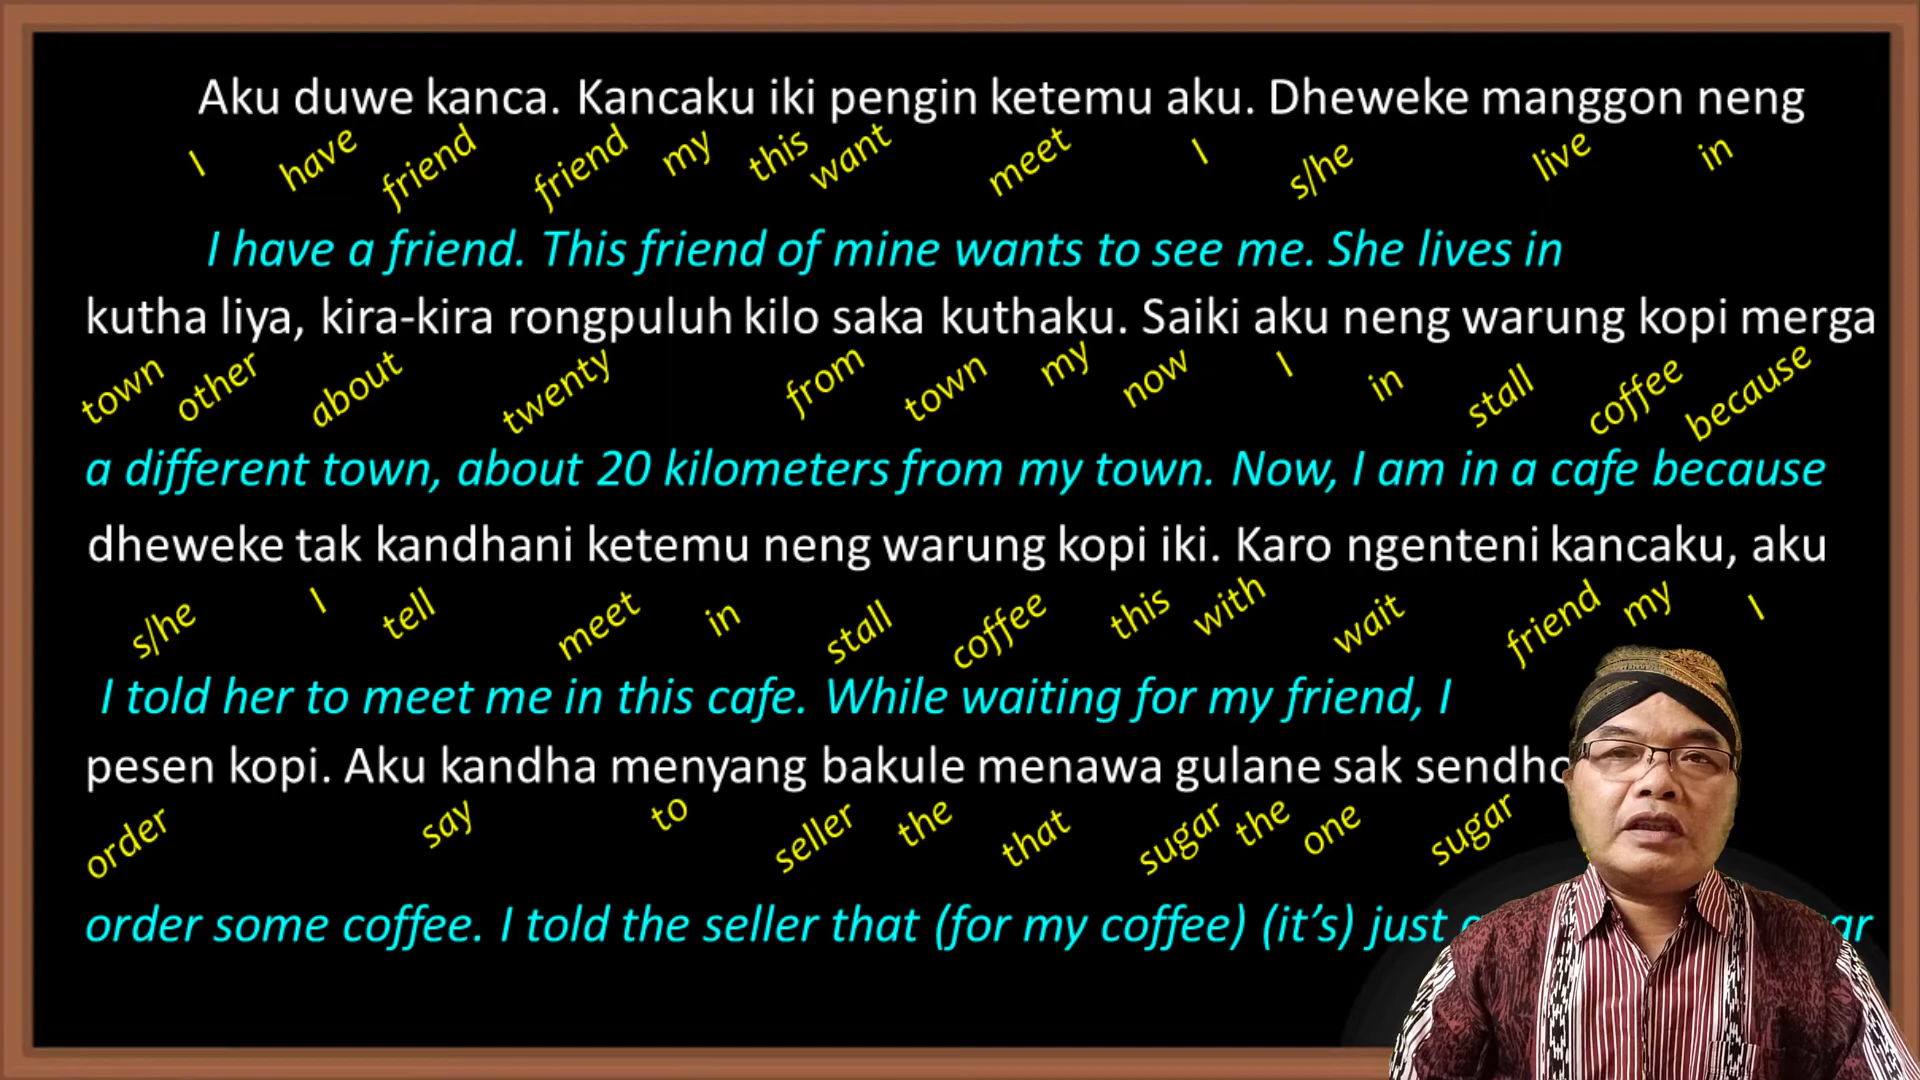 Aku duwe kanca. Kancaku iki pengin ketemu aku. Dheweke manggon neng
I have friend friend my this want meet I s/he live in
I have a friend. This friend of mine wants to see me. She lives in
kutha liya, kira-kira rongpuluh kilo saka kuthaku. Saiki aku neng warung kopi merga
town other about twenty from town my now I in stall coffee because
a different town, about 20 kilometers from my town. Now, I am in a cafe because
dheweke tak kandhani ketemu neng warung kopi iki. Karo ngenteni kancaku, aku
s/he I tell meet in stall coffee this with wait friend my I
I told her to meet me in this cafe. While waiting for my friend, I
pesen kopi. Aku kandha menyang bakule menawa gulane sak
order say to seller the that sugar the one sugar
order some coffee. I told the seller that (for my coffee) (it's) just